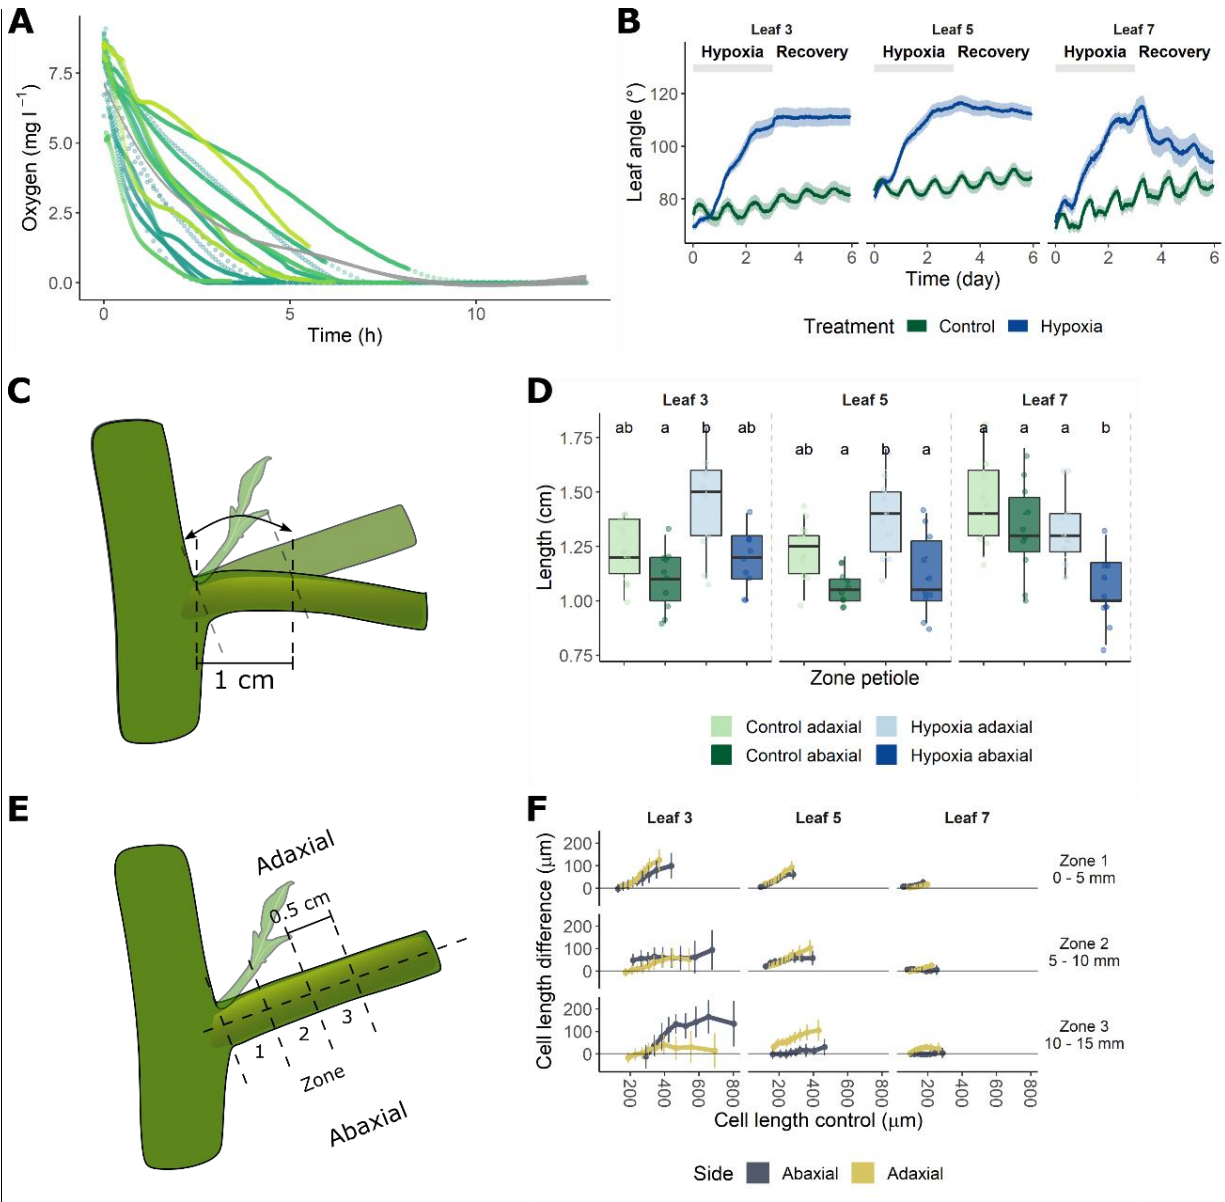 A
Oxygen (mg l⁻¹)
7.5
5.0
2.5
0.0
0
5
10
Time (h)
B
Leaf 3
Leaf 5
Leaf 7
Hypoxia Recovery
Hypoxia Recovery
Hypoxia Recovery
Leaf angle (°)
120
100
80
0 2 4 6
0 2 4 6
0 2 4 6
Time (day)
Treatment Control Hypoxia
C
1 cm
D
Leaf 3
Leaf 5
Leaf 7
ab a b ab
ab a b a
a a a b
Length (cm)
1.75
1.50
1.25
1.00
0.75
Zone petiole
Control adaxial Hypoxia adaxial
Control abaxial Hypoxia abaxial
E
Adaxial
0.5 cm
1 2 3
Zone
Abaxial
F
Leaf 3
Leaf 5
Leaf 7
Cell length difference (μm)
200
100
0
200
100
0
200
100
0
Zone 1
0 - 5 mm
Zone 2
5 - 10 mm
Zone 3
10 - 15 mm
200 400 600 800
200 400 600 800
200 400 600 800
Cell length control (μm)
Side Abaxial Adaxial